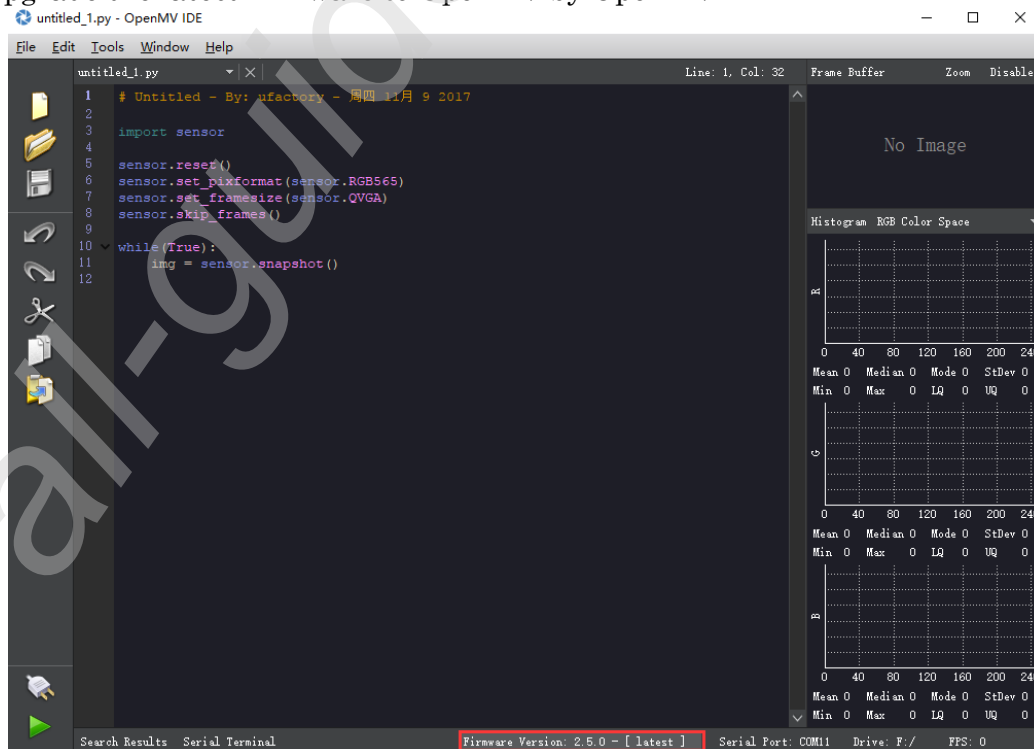 untitled_1.py - OpenMV IDE
File Edit Tools Window Help
untitled_1.py
Line: 1, Col: 32
Frame Buffer Zoom Disable
1 # Untitled - By: ufactory - 周四 11月 9 2017
2
3 import sensor
4
5 sensor.reset()
6 sensor.set_pixformat(sensor.RGB565)
7 sensor.set_framesize(sensor.QVGA)
8 sensor.skip_frames()
9
10 while(True):
11 img = sensor.snapshot()
12
No Image
Histogram RGB Color Space
R
0 40 80 120 160 200 24
Mean 0 Median 0 Mode 0 StDev 0
Min 0 Max 0 LQ 0 UQ 0
G
0 40 80 120 160 200 24
Mean 0 Median 0 Mode 0 StDev 0
Min 0 Max 0 LQ 0 UQ 0
B
0 40 80 120 160 200 24
Mean 0 Median 0 Mode 0 StDev 0
Min 0 Max 0 LQ 0 UQ 0
Search Results Serial Terminal Firmware Version: 2.5.0 - [ latest ] Serial Port: COM11 Drive: F:/ FPS: 0